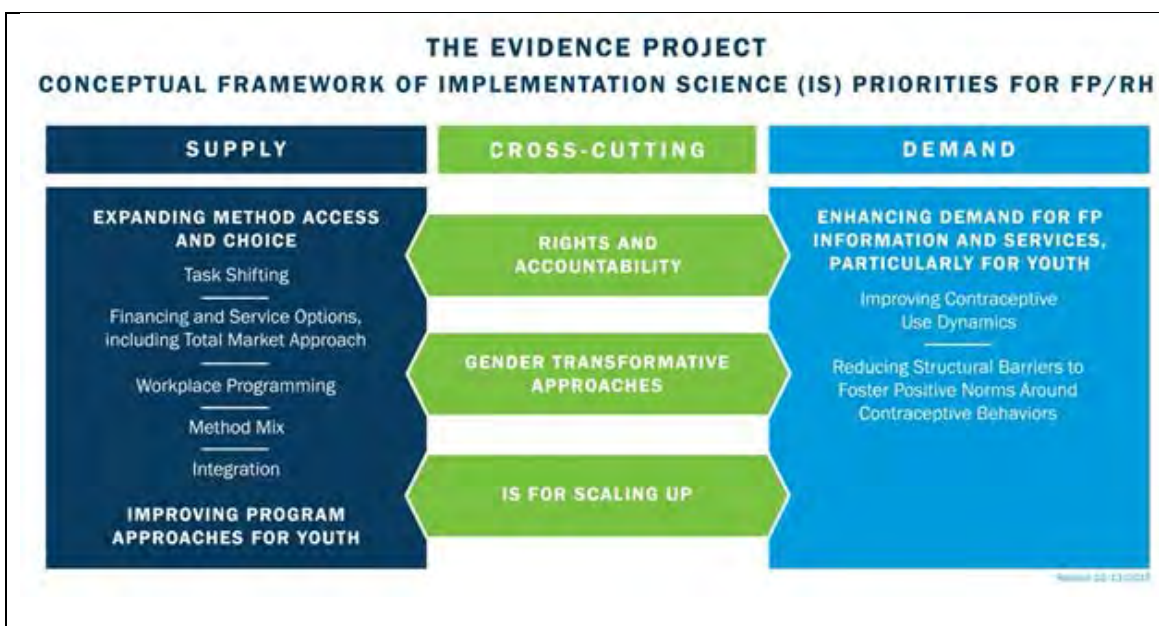 THE EVIDENCE PROJECT
CONCEPTUAL FRAMEWORK OF IMPLEMENTATION SCIENCE (IS) PRIORITIES FOR FP/RH
SUPPLY
EXPANDING METHOD ACCESS
AND CHOICE
Task Shifting
Financing and Service Options,
including Total Market Approach
Workplace Programming
Method Mix
Integration
IMPROVING PROGRAM
APPROACHES FOR YOUTH
CROSS-CUTTING
RIGHTS AND
ACCOUNTABILITY
GENDER TRANSFORMATIVE
APPROACHES
IS FOR SCALING UP
DEMAND
ENHANCING DEMAND FOR FP
INFORMATION AND SERVICES,
PARTICULARLY FOR YOUTH
Improving Contraceptive
Use Dynamics
Reducing Structural Barriers to
Foster Positive Norms Around
Contraceptive Behaviors